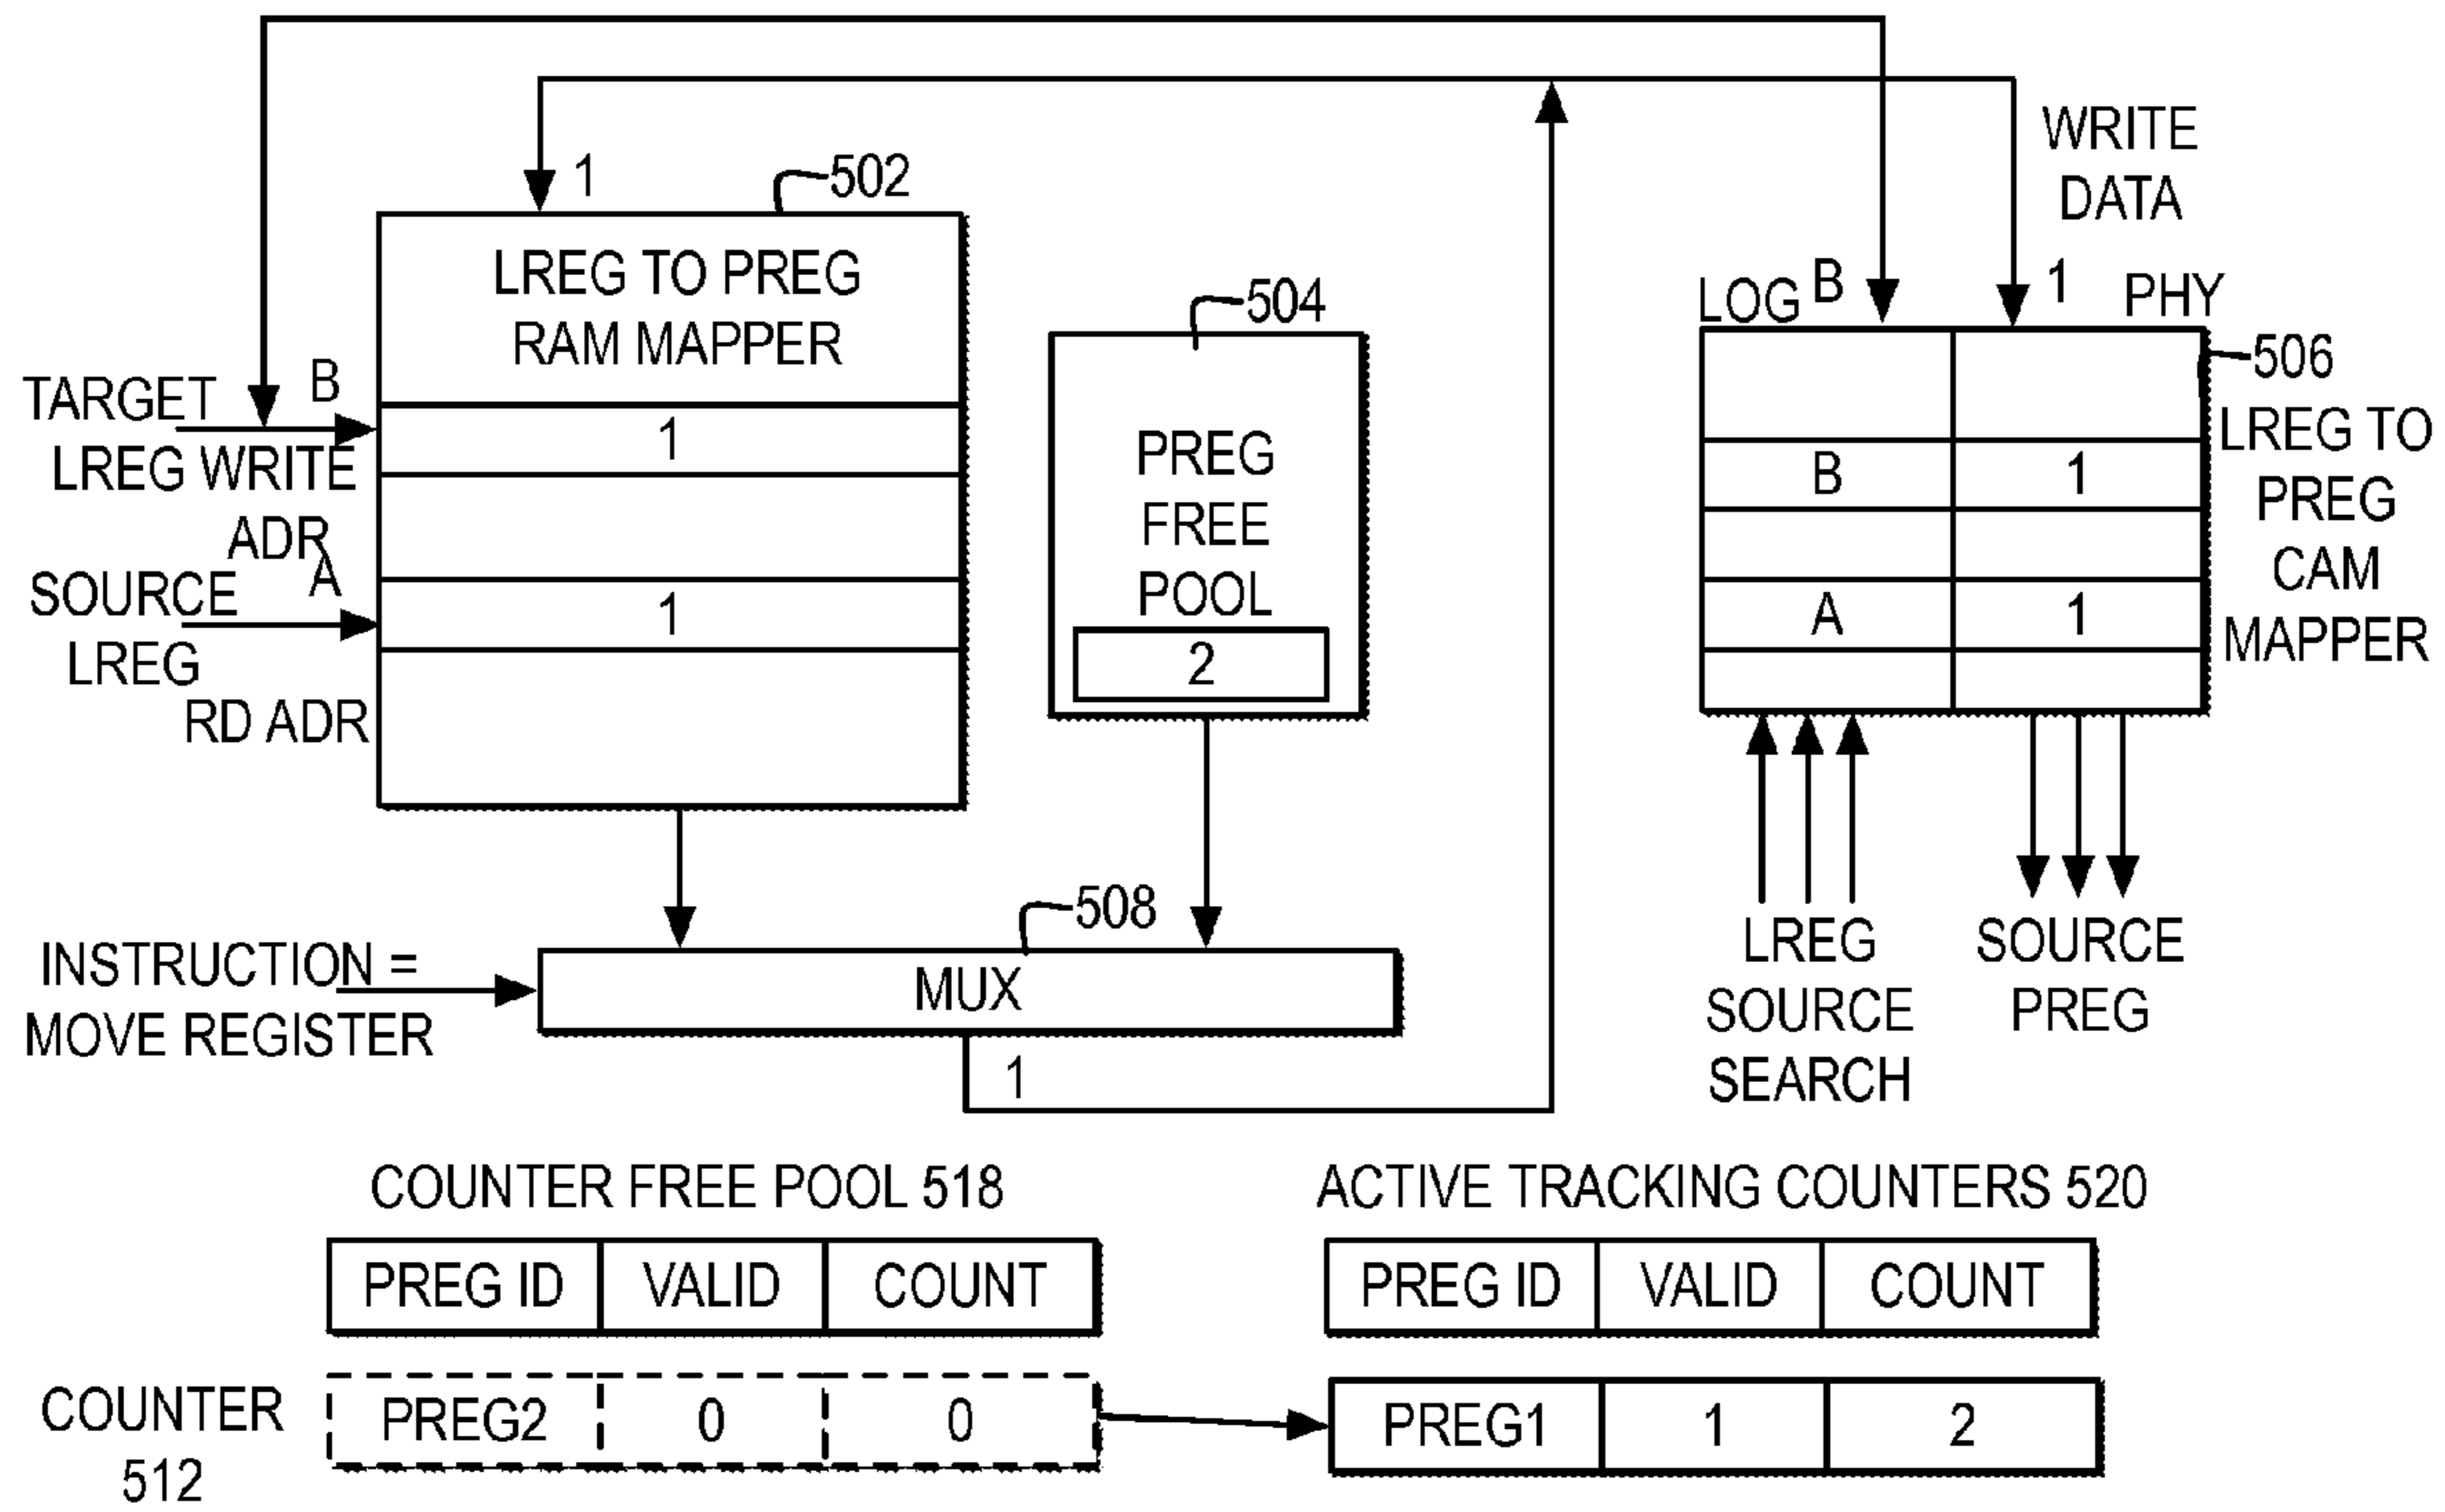 1
502
LREG TO PREG
RAM MAPPER
TARGET
B
LREG WRITE
ADR
A
SOURCE
LREG
RD ADR
1
1
504
PREG
FREE
POOL
2
WRITE
DATA
LOG
B
1
PHY
506
LREG TO
PREG
CAM
MAPPER
B
1
A
1
LREG
SOURCE
SEARCH
SOURCE
PREG
508
INSTRUCTION =
MOVE REGISTER
MUX
1
COUNTER FREE POOL 518
PREG ID VALID COUNT
COUNTER
512
PREG2 0 0
ACTIVE TRACKING COUNTERS 520
PREG ID VALID COUNT
PREG1 1 2